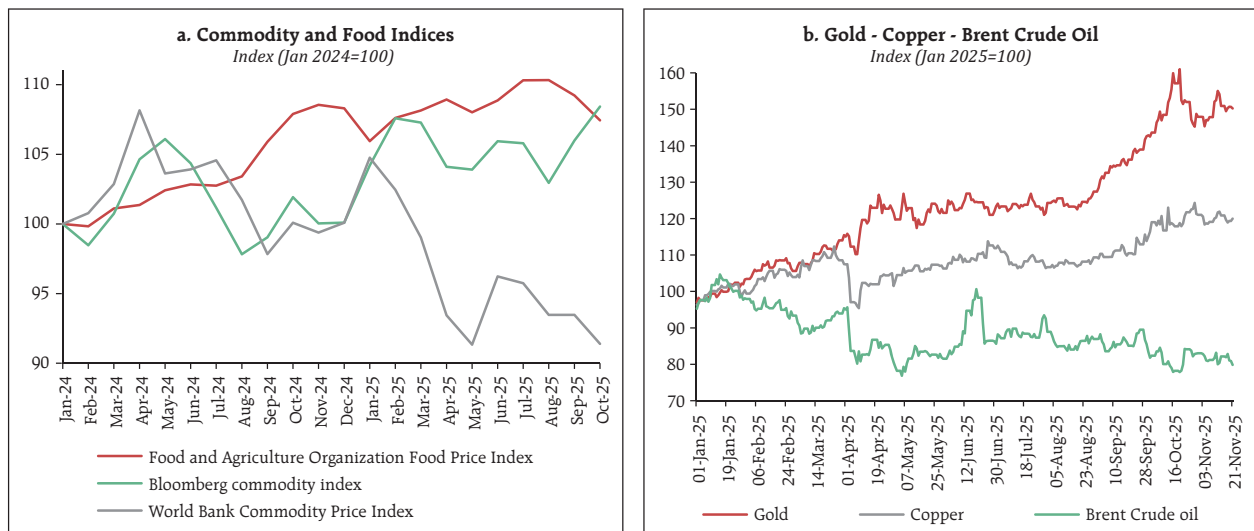 a. Commodity and Food Indices
Index (Jan 2024=100)
110
105
100
95
90
Jan-24
Feb-24
Mar-24
Apr-24
May-24
Jun-24
Jul-24
Aug-24
Sep-24
Oct-24
Nov-24
Dec-24
Jan-25
Feb-25
Mar-25
Apr-25
May-25
Jun-25
Jul-25
Aug-25
Sep-25
Oct-25
Food and Agriculture Organization Food Price Index
Bloomberg commodity index
World Bank Commodity Price Index
b. Gold - Copper - Brent Crude Oil
Index (Jan 2025=100)
160
150
140
130
120
110
100
90
80
70
01-Jan-25
19-Jan-25
06-Feb-25
24-Feb-25
14-Mar-25
01-Apr-25
19-Apr-25
07-May-25
25-May-25
12-Jun-25
30-Jun-25
18-Jul-25
05-Aug-25
23-Aug-25
10-Sep-25
28-Sep-25
16-Oct-25
03-Nov-25
21-Nov-25
Gold
Copper
Brent Crude oil